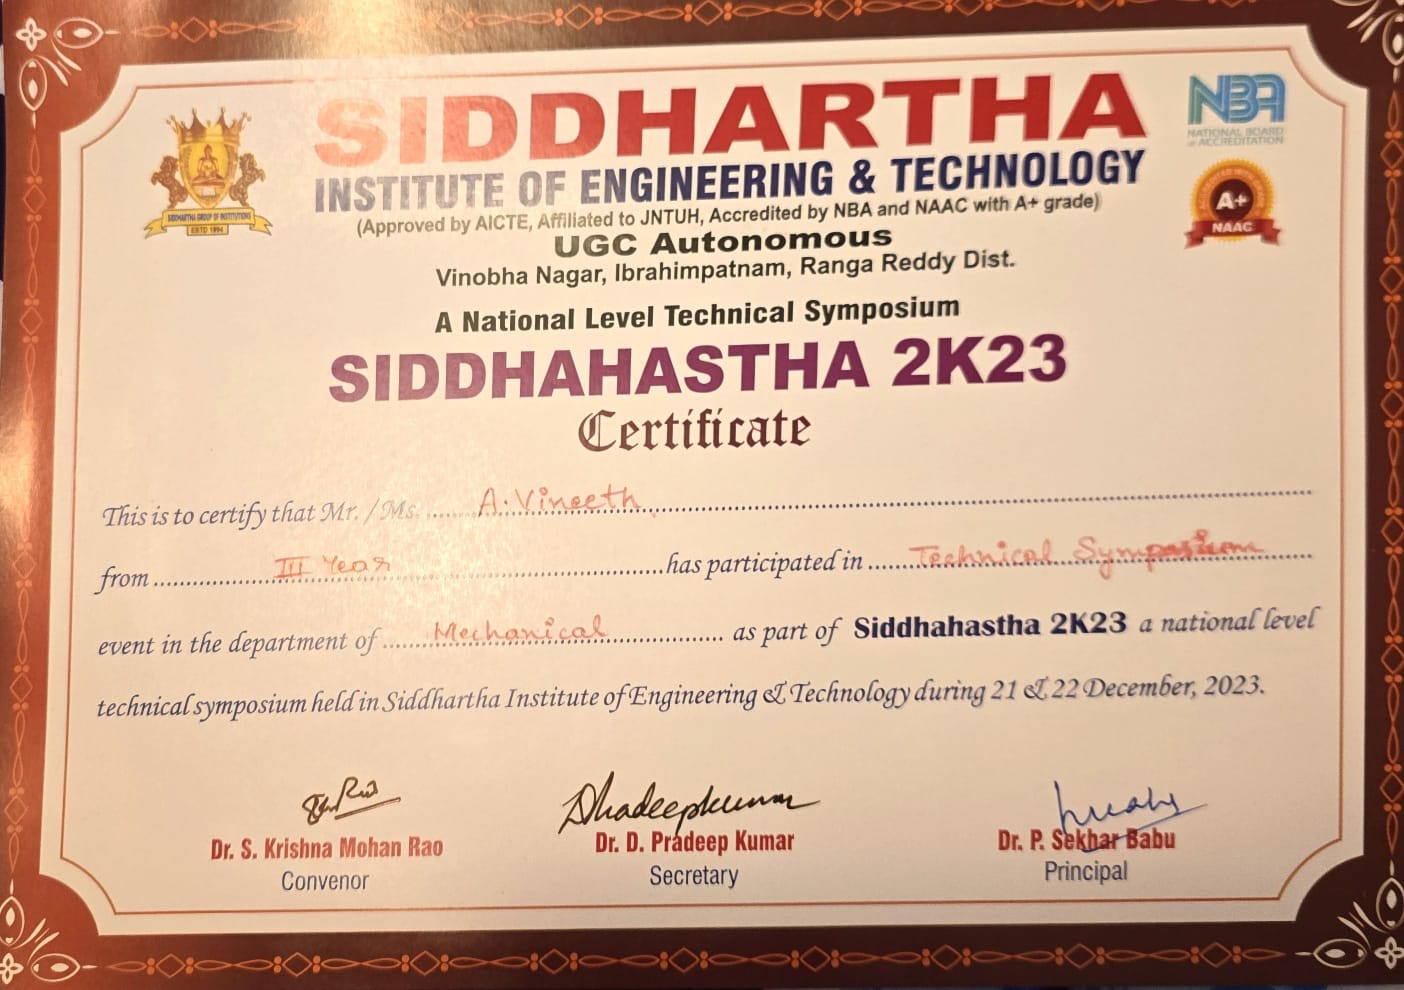 SIDDHARTHA
INSTITUTE OF ENGINEERING & TECHNOLOGY
(Approved by AICTE, Affiliated to JNTUH, Accredited by NBA and NAAC with A+ grade)
UGC Autonomous
Vinobha Nagar, Ibrahimpatnam, Ranga Reddy Dist.
SIDDHARTHA GROUP OF INSTITUTIONS
ESTD 1994
NBA
NATIONAL BOARD
of ACCREDITATION
A+
NAAC
A National Level Technical Symposium
SIDDHAHASTHA 2K23
Certificate
This is to certify that Mr. / Ms. A. Vineeth
from III Year has participated in Technical Symposium
event in the department of Mechanical as part of Siddhahastha 2K23 a national level
technical symposium held in Siddhartha Institute of Engineering & Technology during 21 & 22 December, 2023.
Dr. S. Krishna Mohan Rao
Convenor
Dr. D. Pradeep Kumar
Secretary
Dr. P. Sekhar Babu
Principal